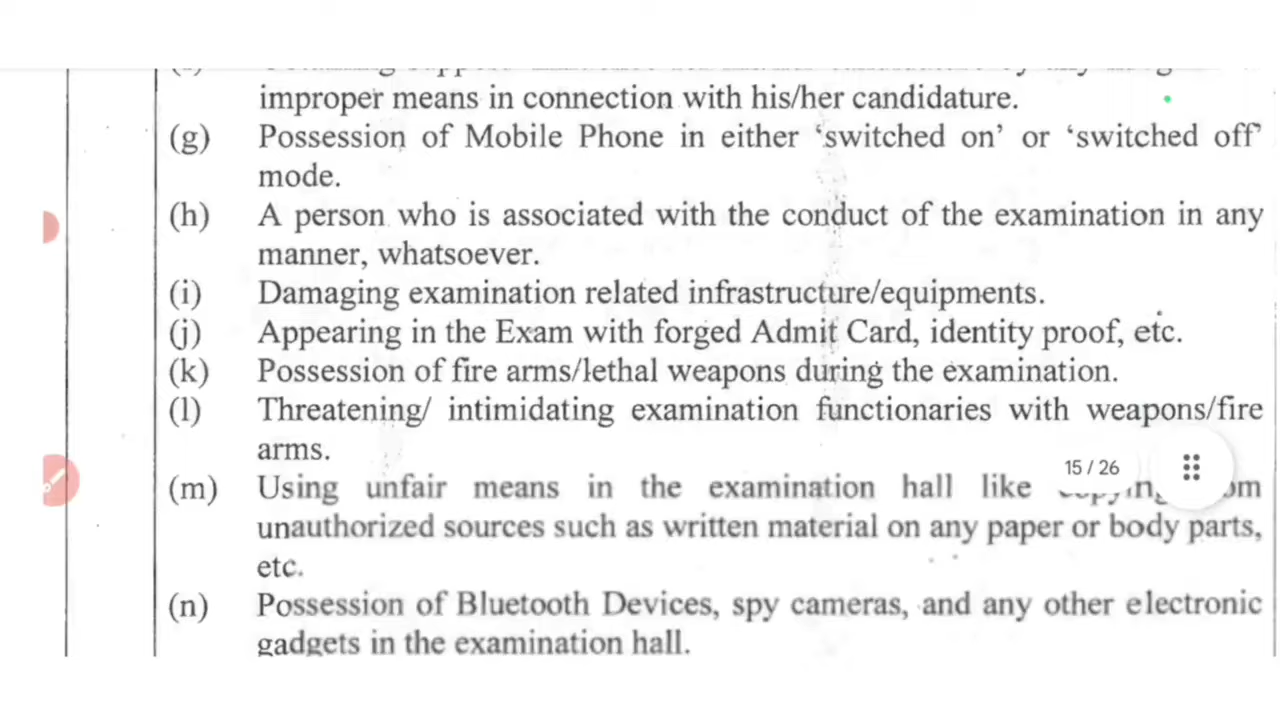 improper means in connection with his/her candidature.
(g) Possession of Mobile Phone in either ‘switched on’ or ‘switched off’
mode.
(h) A person who is associated with the conduct of the examination in any
manner, whatsoever.
(i) Damaging examination related infrastructure/equipments.
(j) Appearing in the Exam with forged Admit Card, identity proof, etc.
(k) Possession of fire arms/lethal weapons during the examination.
(l) Threatening/ intimidating examination functionaries with weapons/fire
arms.
15 / 26
(m) Using unfair means in the examination hall like
unauthorized sources such as written material on any paper or body parts,
etc.
(n) Possession of Bluetooth Devices, spy cameras, and any other electronic
gadgets in the examination hall.